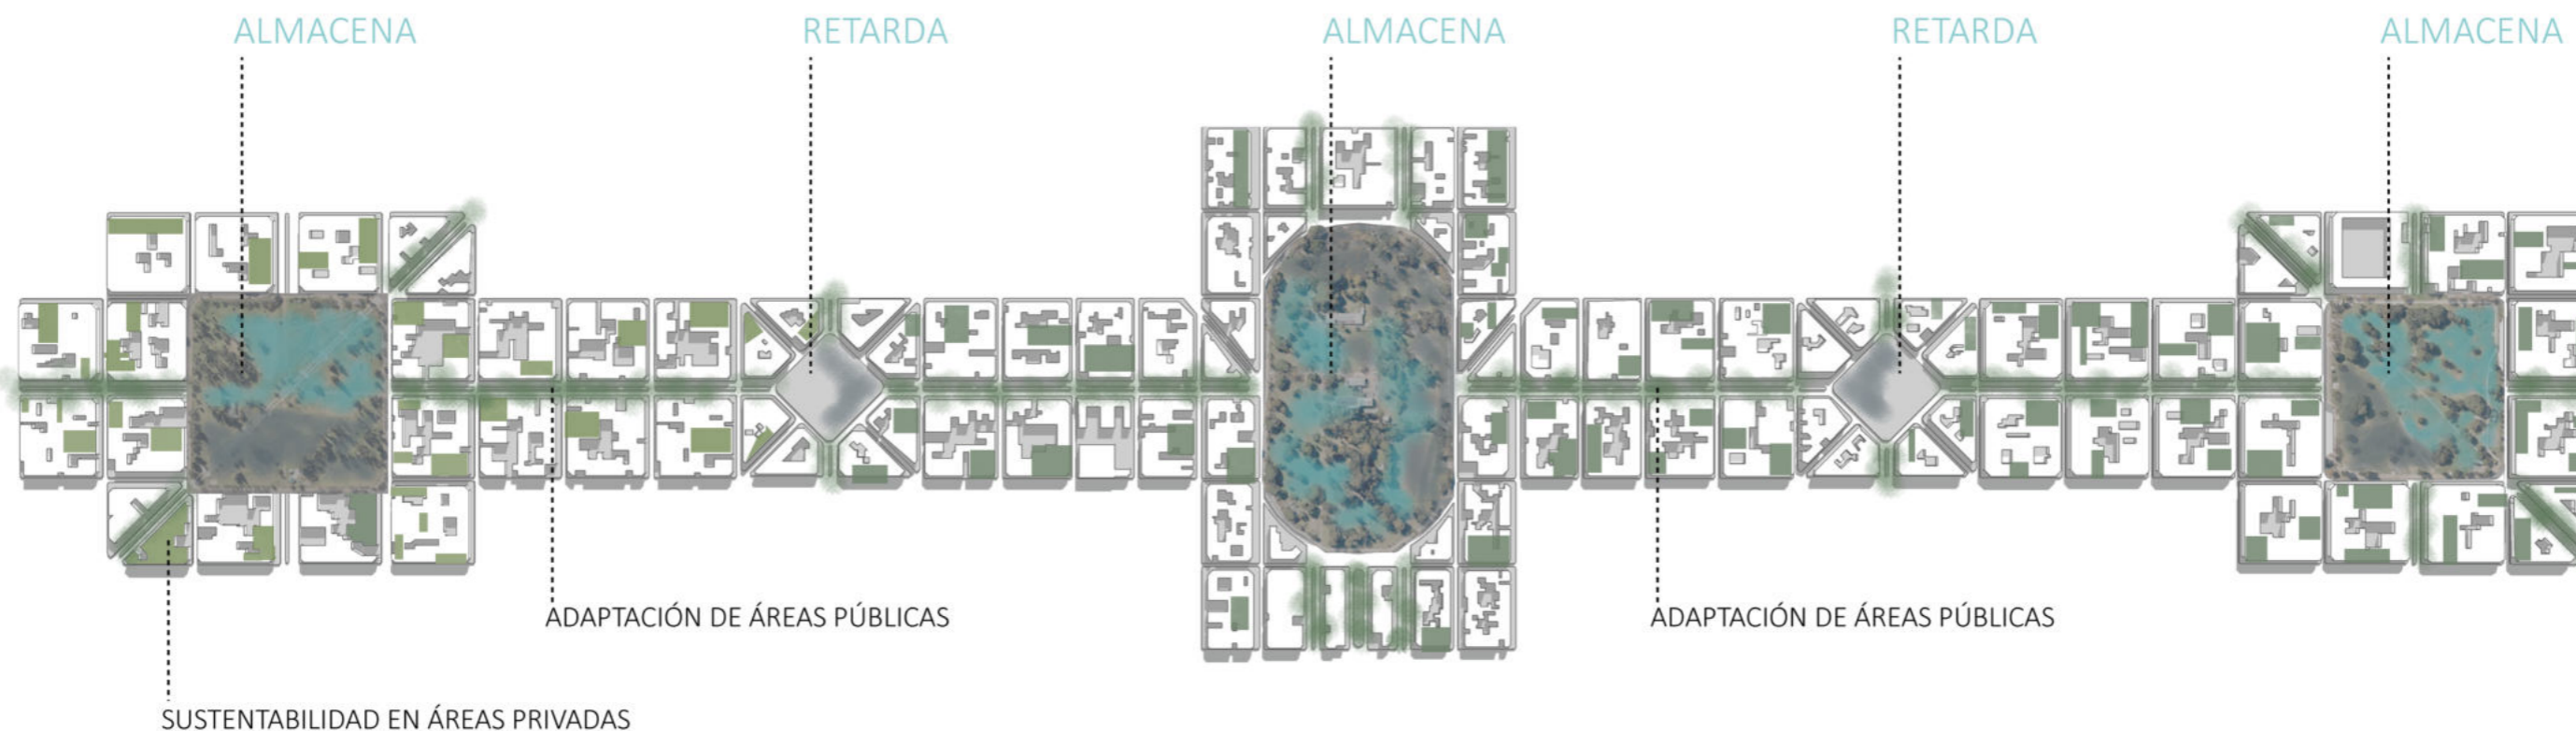 ALMACENA
RETARDA
ALMACENA
RETARDA
ALMACENA
ADAPTACIÓN DE ÁREAS PÚBLICAS
ADAPTACIÓN DE ÁREAS PÚBLICAS
SUSTENTABILIDAD EN ÁREAS PRIVADAS